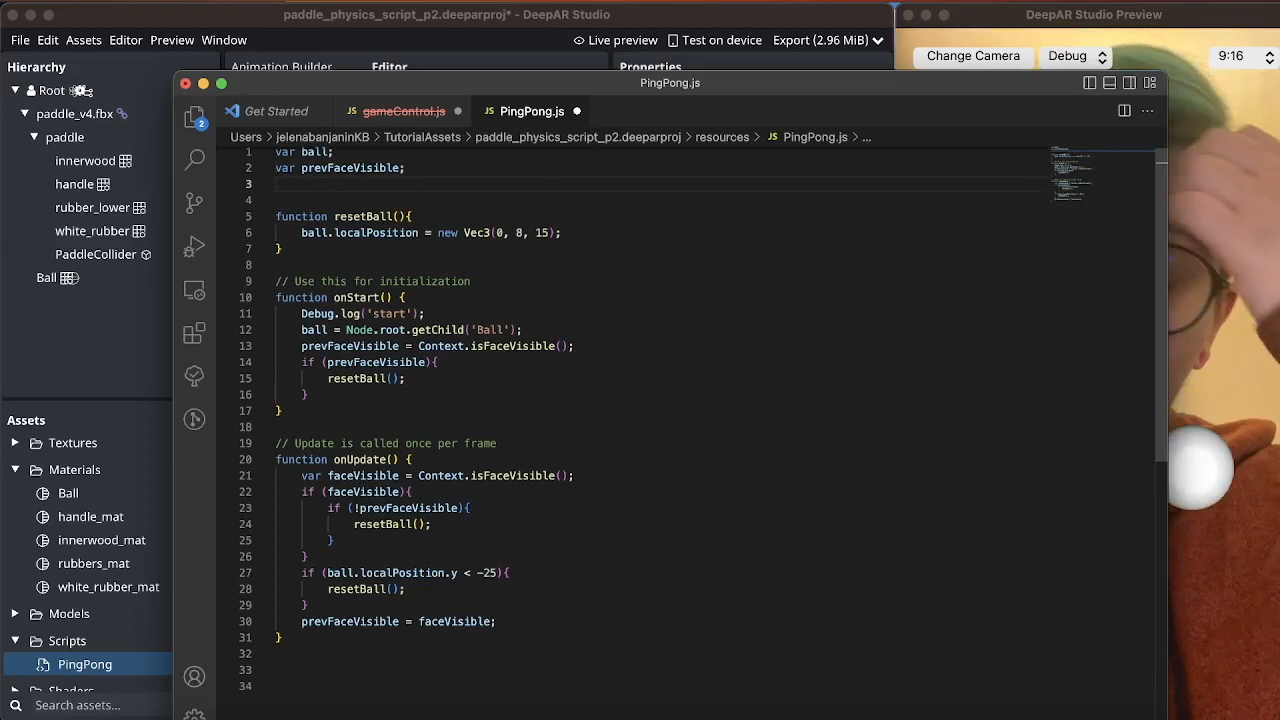 paddle_physics_script_p2.deeparproj* - DeepAR Studio
DeepAR Studio Preview
File Edit Assets Editor Preview Window
Live preview Test on device Export (2.96 MiB)
Change Camera Debug 9:16
Hierarchy
Animation Builder Editor Properties
Root
paddle_v4.fbx
paddle
innerwood
handle
rubber_lower
white_rubber
PaddleCollider
Ball
Assets
Textures
Materials
Ball
handle_mat
innerwood_mat
rubbers_mat
white_rubber_mat
Models
Scripts
PingPong
Shaders
Search assets...
PingPong.js
2
Get Started JS gameControl.js JS PingPong.js
Users > jelenabanjaninKB > TutorialAssets > paddle_physics_script_p2.deeparproj > resources > JS PingPong.js > ...
1 var ball;
2 var prevFaceVisible;
3
4
5 function resetBall(){
6 ball.localPosition = new Vec3(0, 8, 15);
7 }
8
9 // Use this for initialization
10 function onStart() {
11 Debug.log('start');
12 ball = Node.root.getChild('Ball');
13 prevFaceVisible = Context.isFaceVisible();
14 if (prevFaceVisible){
15 resetBall();
16 }
17 }
18
19 // Update is called once per frame
20 function onUpdate() {
21 var faceVisible = Context.isFaceVisible();
22 if (faceVisible){
23 if (!prevFaceVisible){
24 resetBall();
25 }
26 }
27 if (ball.localPosition.y < -25){
28 resetBall();
29 }
30 prevFaceVisible = faceVisible;
31 }
32
33
34